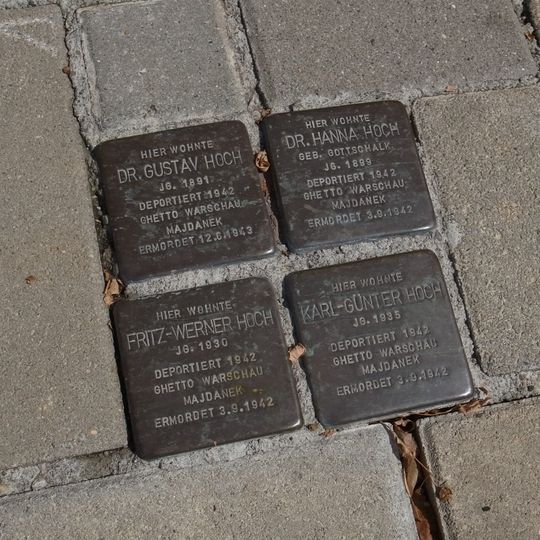 HIER WOHNTE
DR. GUSTAV HOCH
JG. 1891
DEPORTIERT 1942
GHETTO WARSCHAU
MAJDANEK
ERMORDET 12.6.1943
HIER WOHNTE
DR. HANNA HOCH
GEB. GOTTSCHALK
JG. 1899
DEPORTIERT 1942
GHETTO WARSCHAU
MAJDANEK
ERMORDET 3.9.1942
HIER WOHNTE
FRITZ-WERNER HOCH
JG. 1930
DEPORTIERT 1942
GHETTO WARSCHAU
MAJDANEK
ERMORDET 3.9.1942
HIER WOHNTE
KARL-GÜNTER HOCH
JG. 1935
DEPORTIERT 1942
GHETTO WARSCHAU
MAJDANEK
ERMORDET 3.9.1942